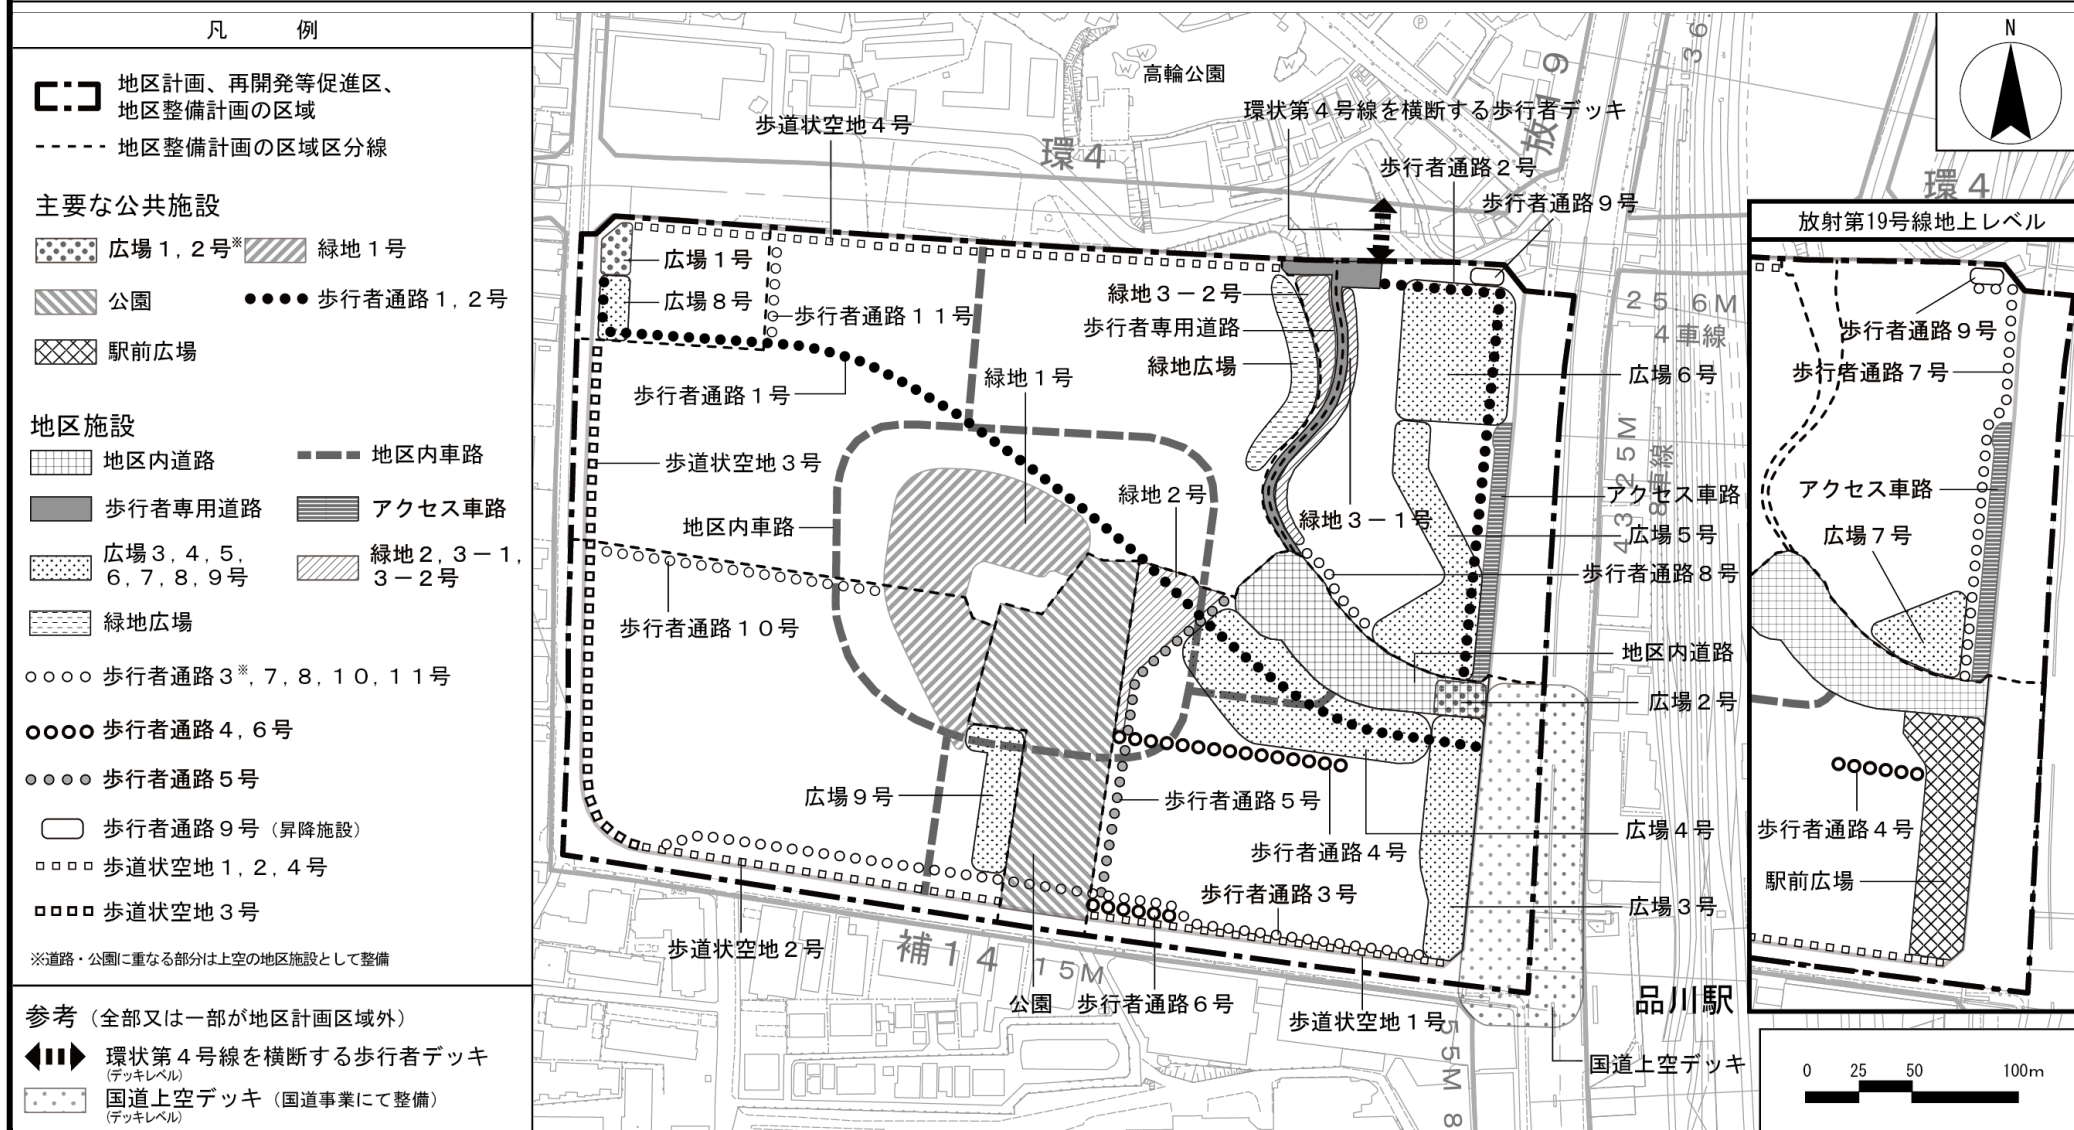 凡　例
地区計画、再開発等促進区、
地区整備計画の区域
地区整備計画の区域区分線
主要な公共施設
広場1,2号※
緑地1号
公園
歩行者通路1,2号
駅前広場
地区施設
地区内道路
地区内車路
歩行者専用道路
アクセス車路
広場3,4,5,
6,7,8,9号
緑地2,3-1,
3-2号
緑地広場
歩行者通路3※,7,8,10,11号
歩行者通路4,6号
歩行者通路5号
歩行者通路9号（昇降施設）
歩道状空地1,2,4号
歩道状空地3号
※道路・公園に重なる部分は上空の地区施設として整備
参考（全部又は一部が地区計画区域外）
環状第4号線を横断する歩行者デッキ
(デッキレベル)
国道上空デッキ（国道事業にて整備）
(デッキレベル)
高輪公園
歩道状空地4号
環4
環状第4号線を横断する歩行者デッキ
放19
36
歩行者通路2号
歩行者通路9号
広場1号
広場8号
歩行者通路11号
緑地3-2号
歩行者専用道路
緑地広場
25.6M
4車線
広場6号
歩行者通路1号
緑地1号
歩道状空地3号
緑地2号
地区内車路
緑地3-1号
43.25M
8車線
アクセス車路
広場5号
歩行者通路8号
歩行者通路10号
地区内道路
広場2号
広場9号
歩行者通路5号
広場4号
歩行者通路4号
歩行者通路3号
広場3号
歩道状空地2号
補14
15M
公園
歩行者通路6号
歩道状空地1号
品川駅
国道上空デッキ
55M 8
N
環4
放射第19号線地上レベル
歩行者通路9号
歩行者通路7号
アクセス車路
広場7号
歩行者通路4号
駅前広場
0 25 50 100m